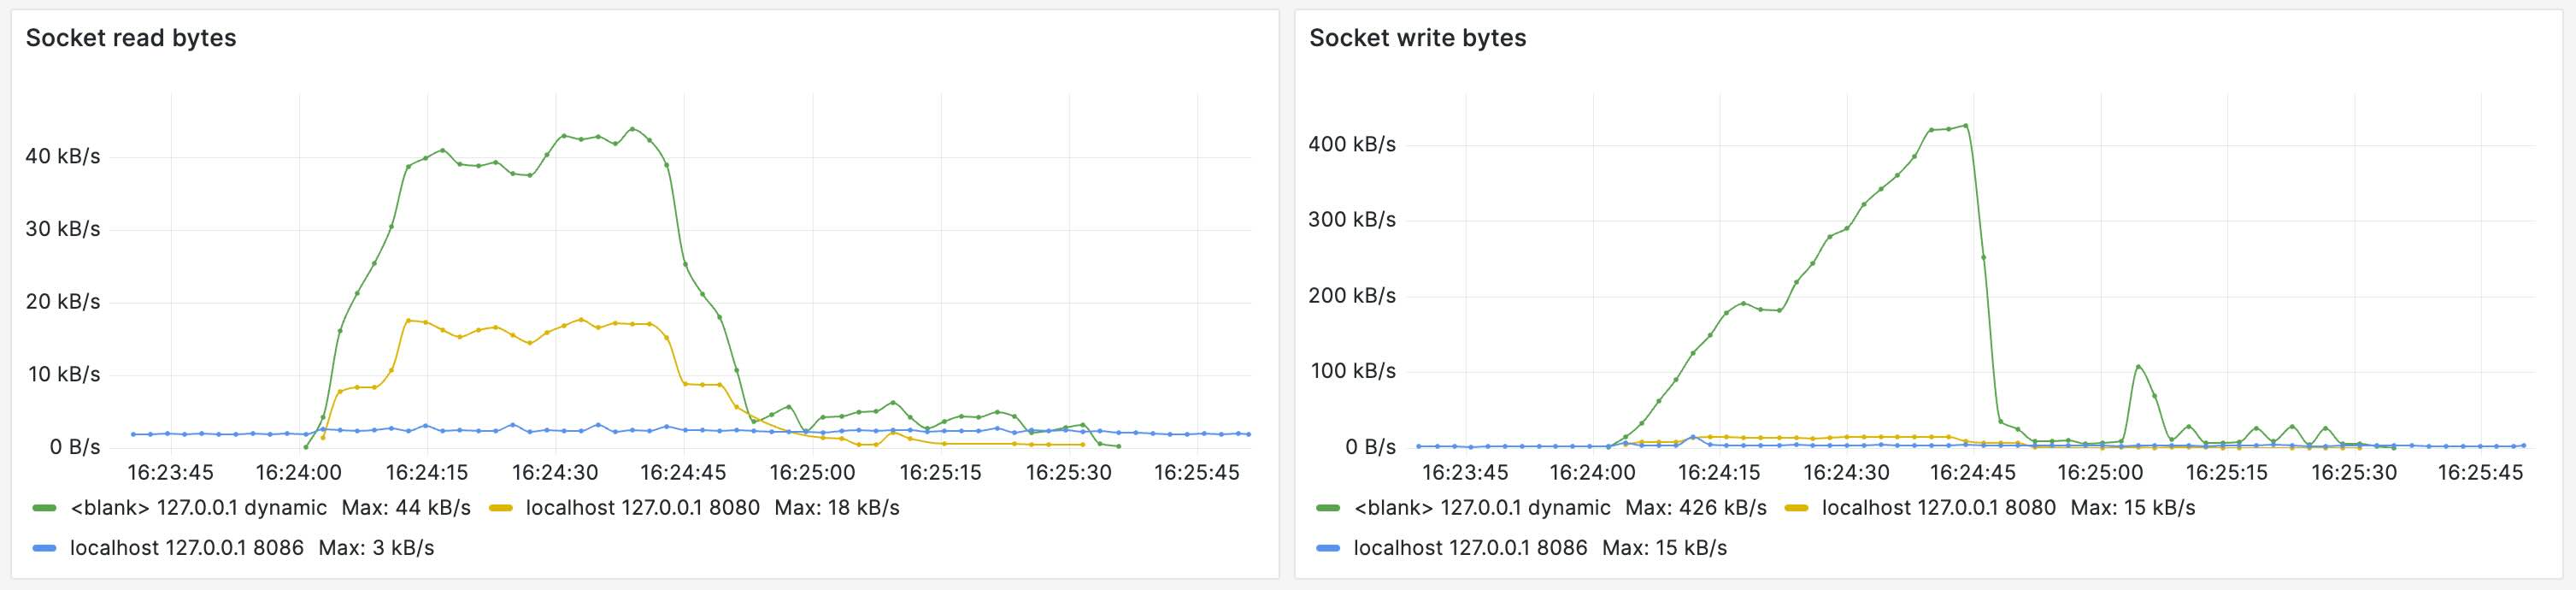 Socket read bytes
40 kB/s
30 kB/s
20 kB/s
10 kB/s
0 B/s
16:23:45 16:24:00 16:24:15 16:24:30 16:24:45 16:25:00 16:25:15 16:25:30 16:25:45
<blank> 127.0.0.1 dynamic Max: 44 kB/s localhost 127.0.0.1 8080 Max: 18 kB/s
localhost 127.0.0.1 8086 Max: 3 kB/s
Socket write bytes
400 kB/s
300 kB/s
200 kB/s
100 kB/s
0 B/s
16:23:45 16:24:00 16:24:15 16:24:30 16:24:45 16:25:00 16:25:15 16:25:30 16:25:45
<blank> 127.0.0.1 dynamic Max: 426 kB/s localhost 127.0.0.1 8080 Max: 15 kB/s
localhost 127.0.0.1 8086 Max: 15 kB/s